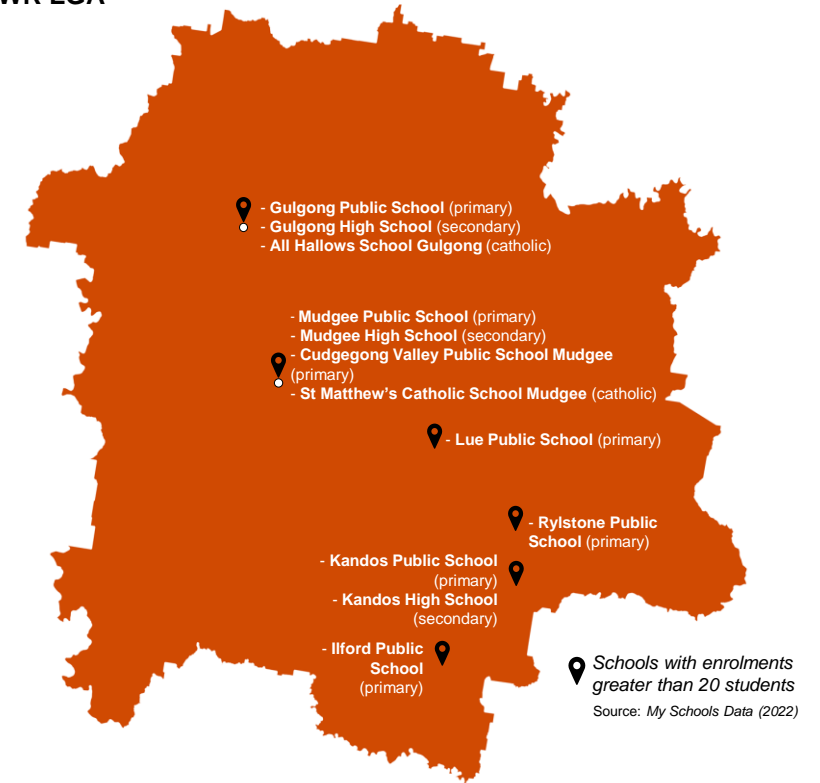 - Gulgong Public School (primary)
- Gulgong High School (secondary)
- All Hallows School Gulgong (catholic)
- Mudgee Public School (primary)
- Mudgee High School (secondary)
- Cudgegong Valley Public School Mudgee
(primary)
- St Matthew's Catholic School Mudgee (catholic)
- Lue Public School (primary)
- Rylstone Public
School (primary)
- Kandos Public School
(primary)
- Kandos High School
(secondary)
- Ilford Public
School
(primary)
Schools with enrolments
greater than 20 students
Source: My Schools Data (2022)